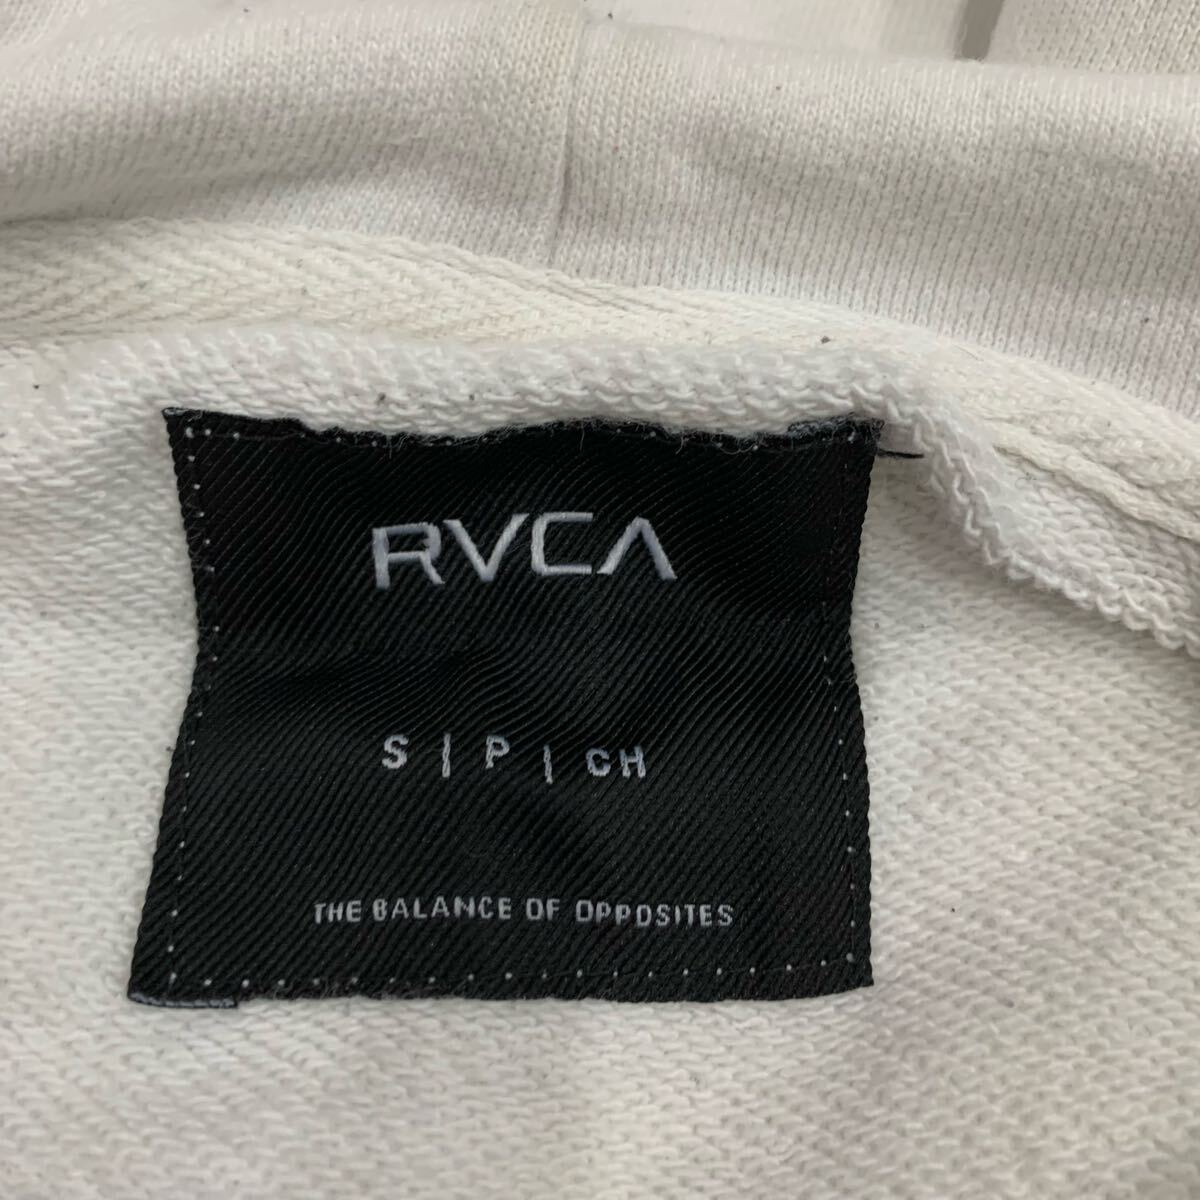 RVCA
S | P | CH
THE BALANCE OF OPPOSITES